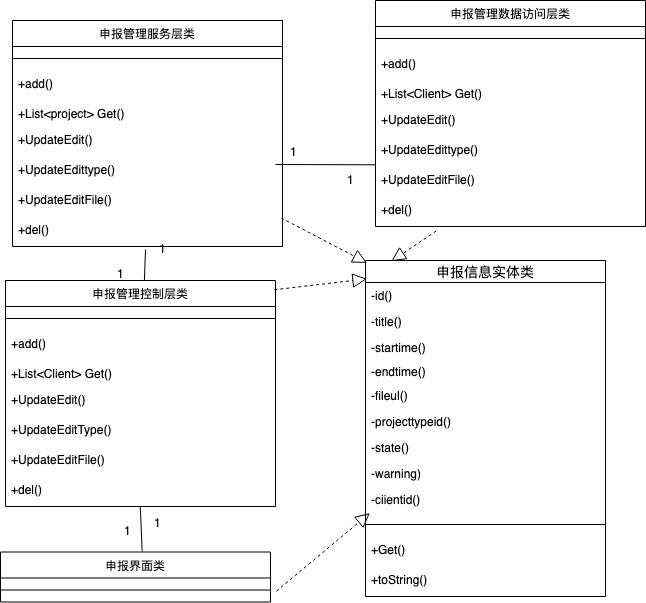 申报管理服务层类
+add()
+List<project> Get()
+UpdateEdit()
+UpdateEdittype()
+UpdateEditFile()
+del()
申报管理数据访问层类
+add()
+List<Client> Get()
+UpdateEdit()
+UpdateEdittype()
+UpdateEditFile()
+del()
1
1
1
1
申报管理控制层类
+add()
+List<Client> Get()
+UpdateEdit()
+UpdateEditType()
+UpdateEditFile()
+del()
申报信息实体类
-id()
-title()
-startime()
-endtime()
-fileul()
-projecttypeid()
-state()
-warning)
-ciientid()
+Get()
+toString()
1
1
申报界面类